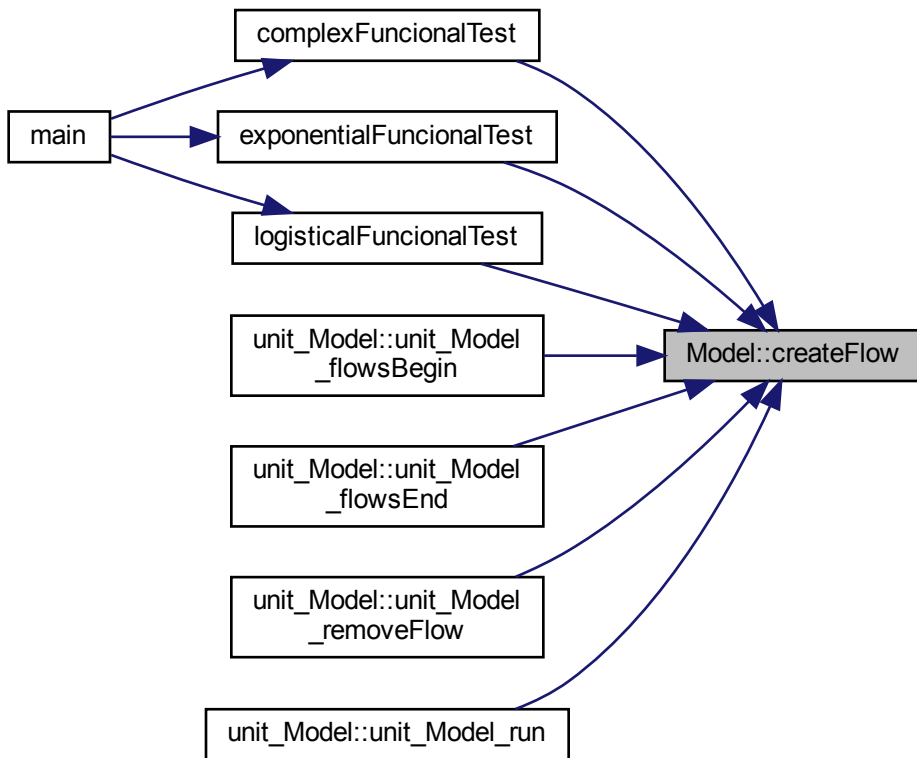 complexFuncionalTest
main
exponentialFuncionalTest
logisticalFuncionalTest
unit_Model::unit_Model
_flowsBegin
Model::createFlow
unit_Model::unit_Model
_flowsEnd
unit_Model::unit_Model
_removeFlow
unit_Model::unit_Model_run